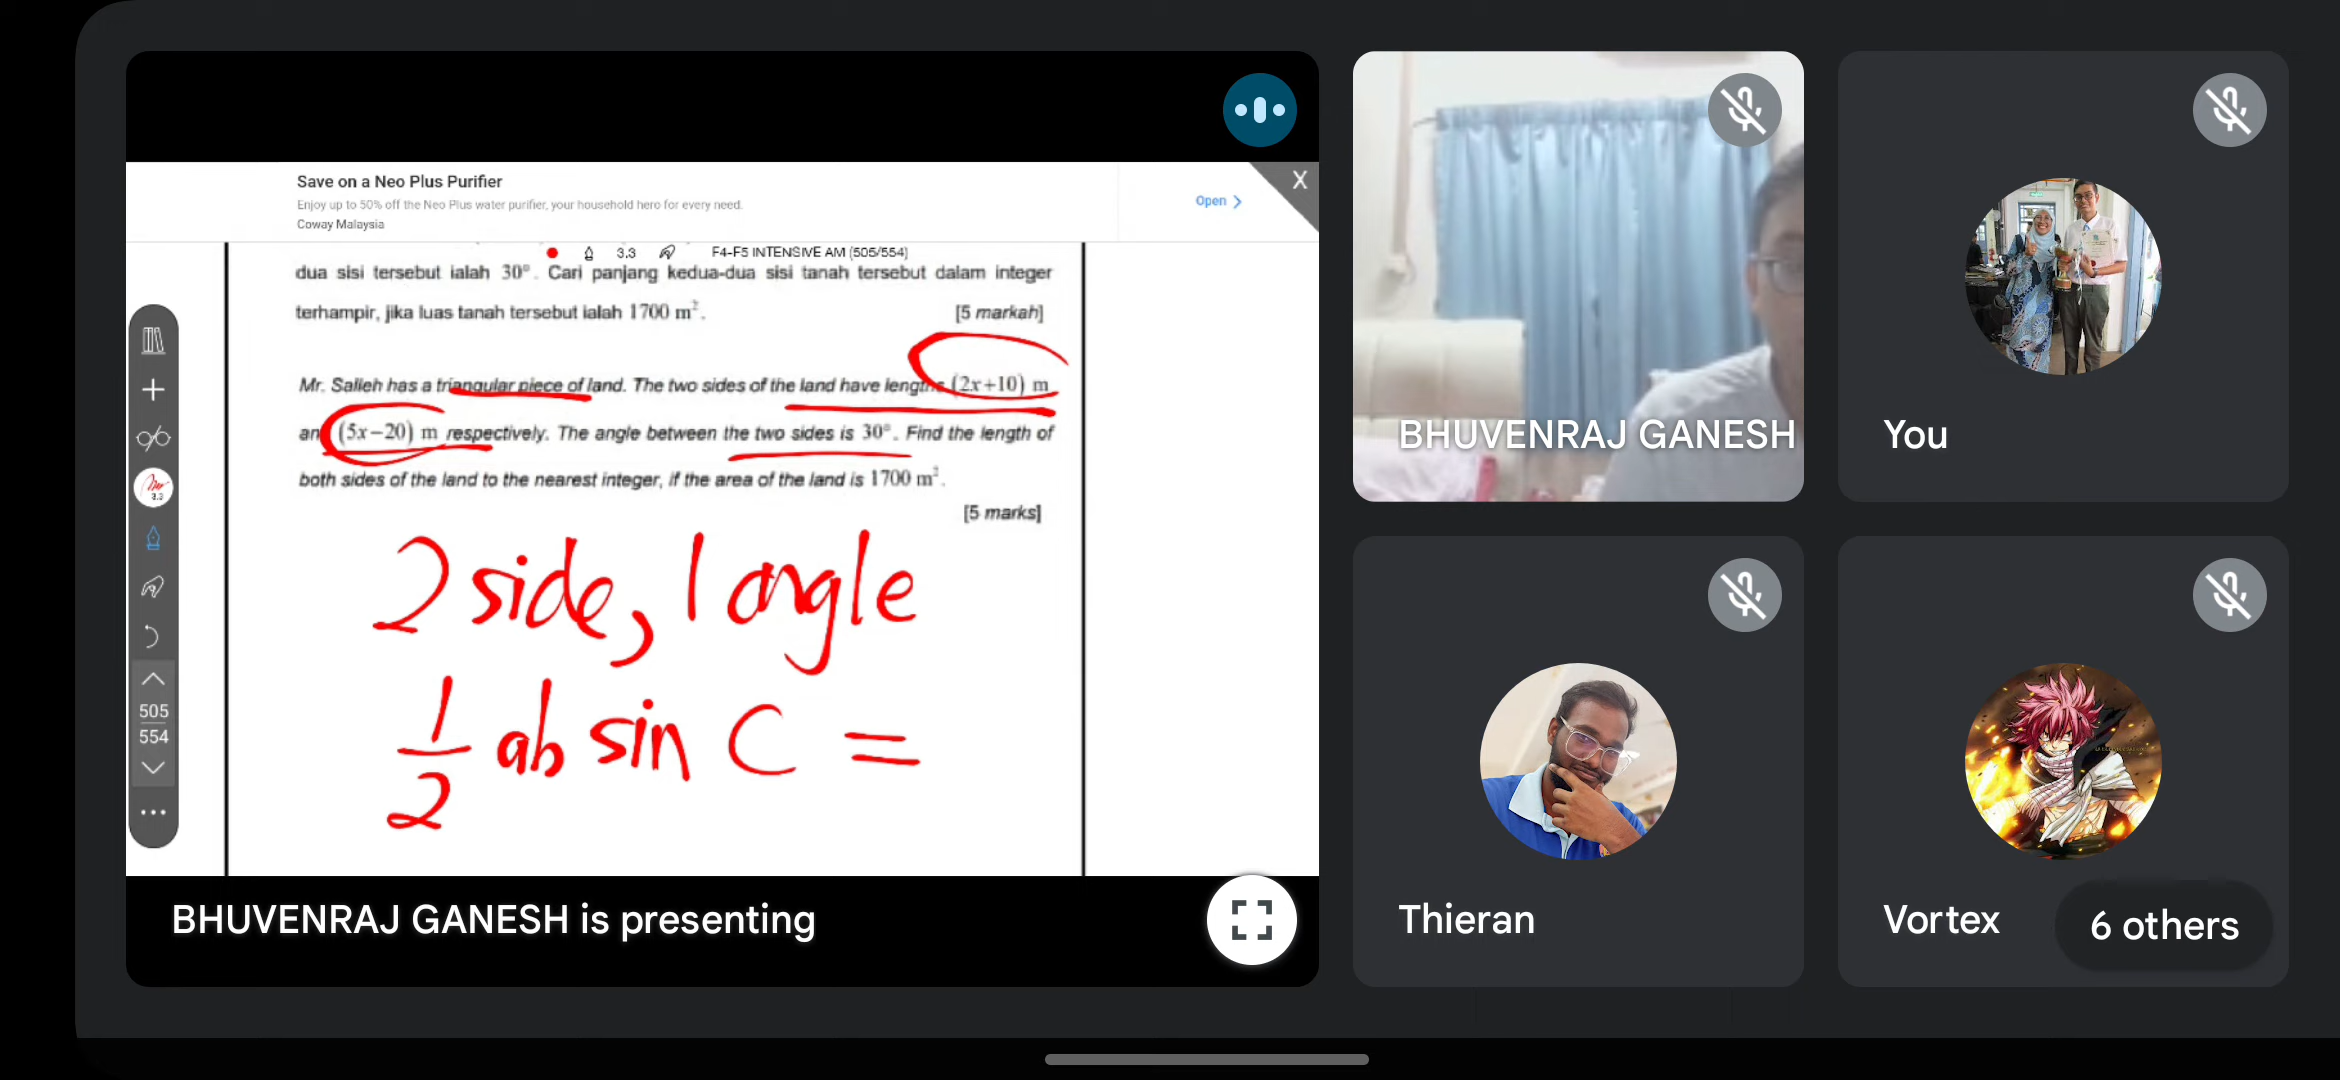 Save on a Neo Plus Purifier
Enjoy up to 50% off the Neo Plus water purifier, your household hero for every need.
Coway Malaysia
Open
X
3.3 F4-F5 INTENSIVE AM (505/554)
dua sisi tersebut ialah 30°. Cari panjang kedua-dua sisi tanah tersebut dalam integer
terhampir, jika luas tanah tersebut ialah 1700 m².
[5 markah]
Mr. Salleh has a triangular piece of land. The two sides of the land have lengths (2x+10) m
an (5x−20) m respectively. The angle between the two sides is 30°. Find the length of
both sides of the land to the nearest integer, if the area of the land is 1700 m².
[5 marks]
2 side, 1 angle
1/2 ab sin C =
3.3
505
554
BHUVENRAJ GANESH is presenting
BHUVENRAJ GANESH
You
Thieran
Vortex
6 others